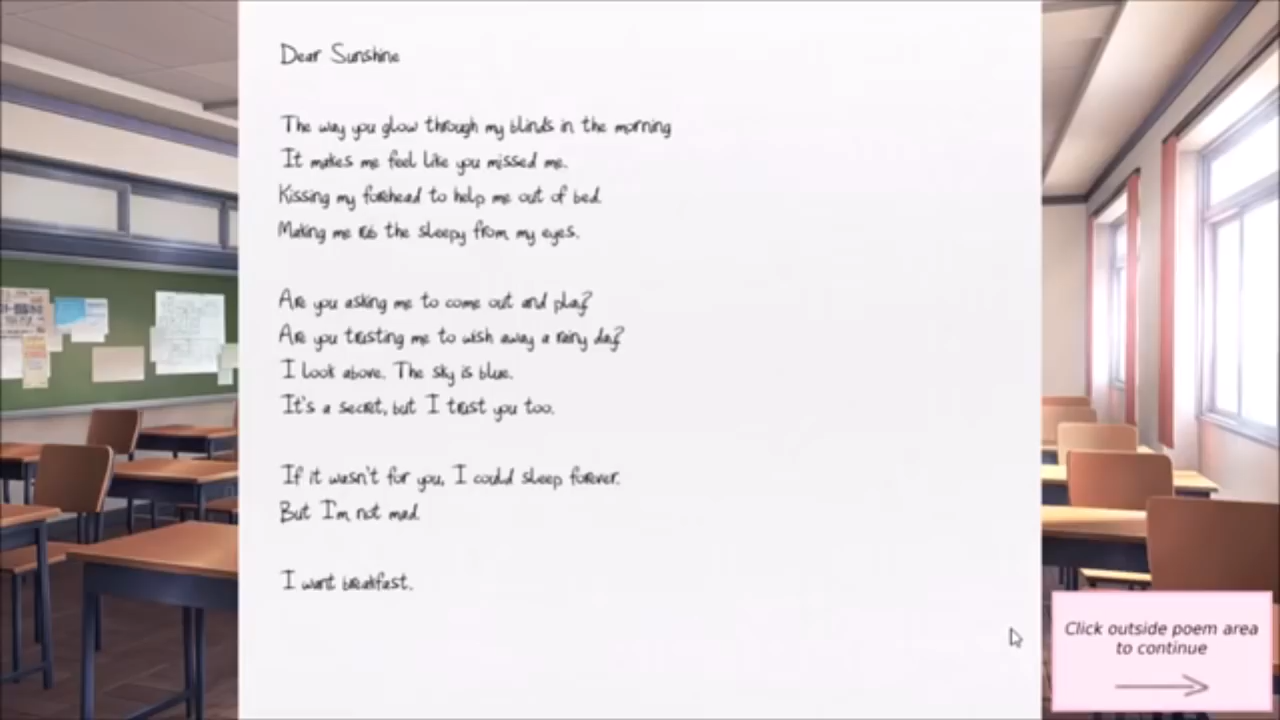 Dear Sunshine
The way you glow through my blinds in the morning
It makes me feel like you missed me.
Kissing my forehead to help me out of bed.
Making me rub the sleepy from my eyes.
Are you asking me to come out and play?
Are you trusting me to wish away a rainy day?
I look above. The sky is blue.
It's a secret, but I trust you too.
If it wasn't for you, I could sleep forever.
But I'm not mad.
I want breakfast.
Click outside poem area
to continue